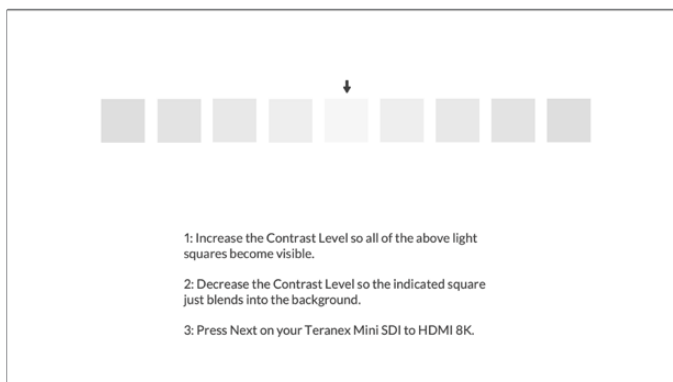 1: Increase the Contrast Level so all of the above light
squares become visible.
2: Decrease the Contrast Level so the indicated square
just blends into the background.
3: Press Next on your Teranex Mini SDI to HDMI 8K.